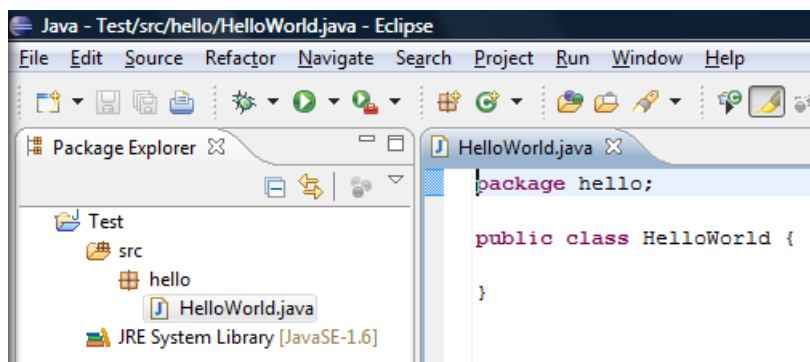 Java - Test/src/hello/HelloWorld.java - Eclipse
File Edit Source Refactor Navigate Search Project Run Window Help
Package Explorer
Test
src
hello
HelloWorld.java
JRE System Library [JavaSE-1.6]
HelloWorld.java
package hello;
public class HelloWorld {
}